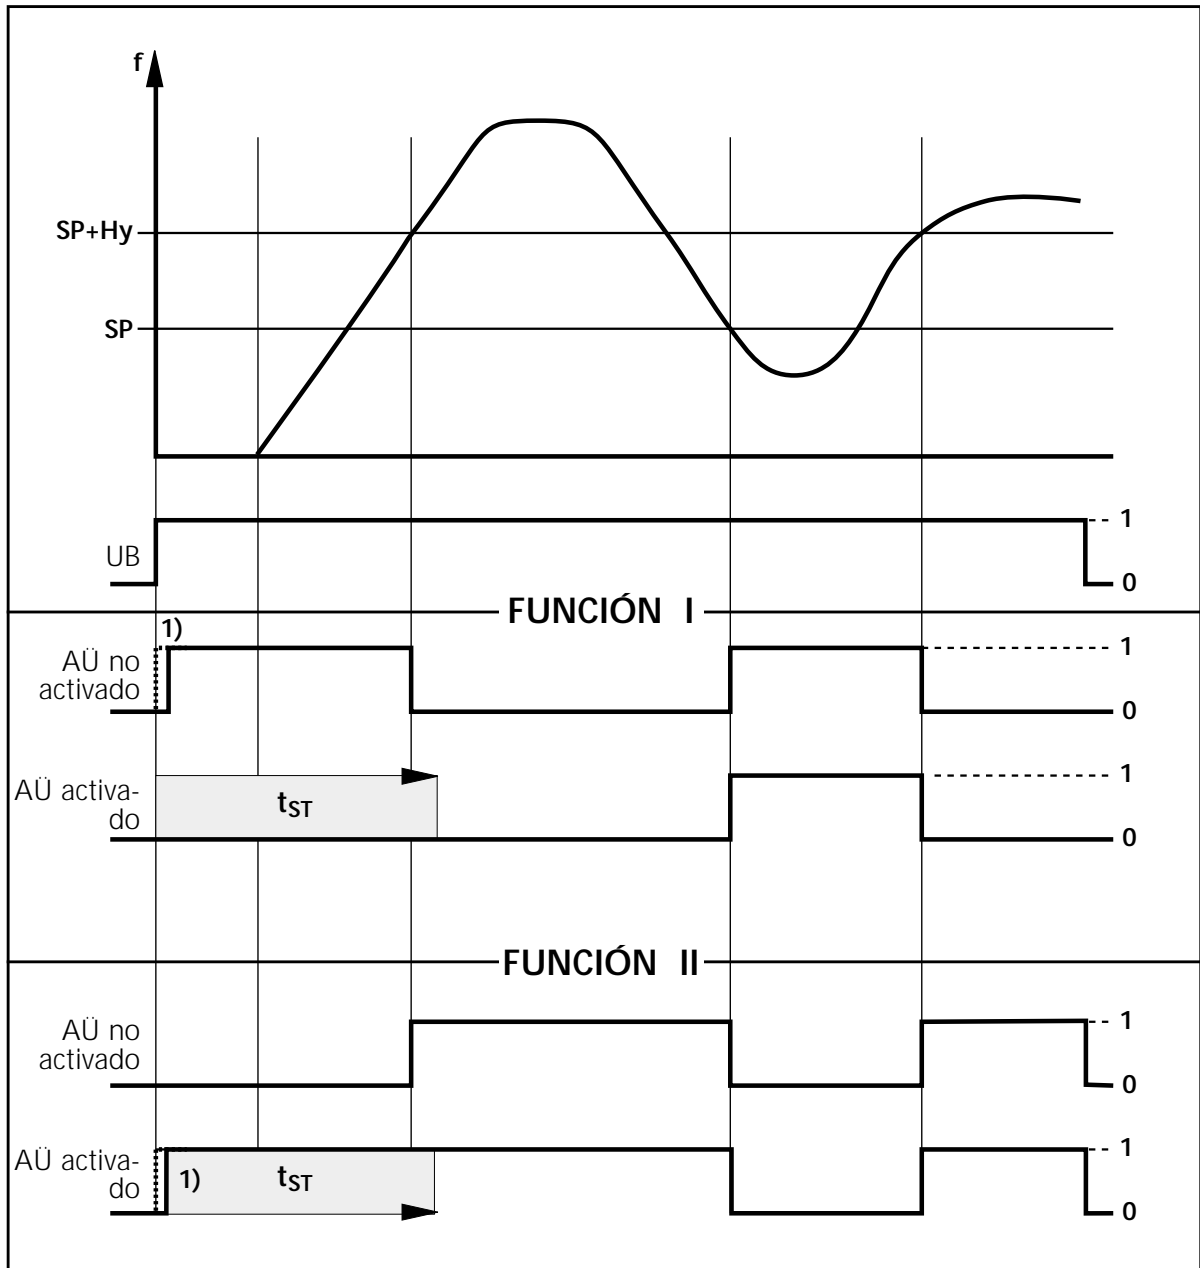 f
SP+Hy
SP
1
UB
0
FUNCIÓN I
1)
1
AÜ no
activado
0
1
AÜ activa-
do
tST
0
FUNCIÓN II
1
AÜ no
activado
0
1
AÜ activa-
do
1)
tST
0